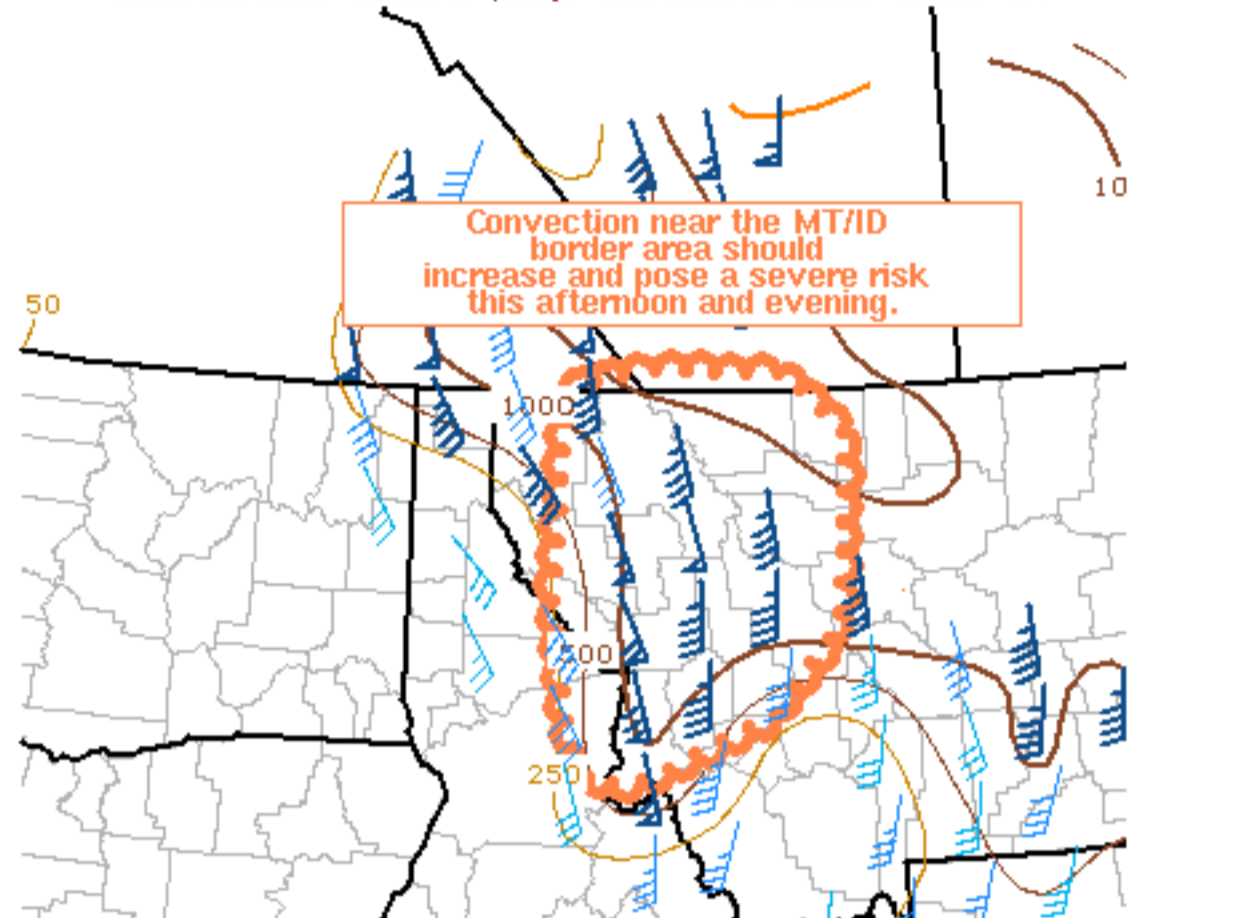 10
Convection near the MT/ID
border area should
increase and pose a severe risk
this afternoon and evening.
50
1000
00
250